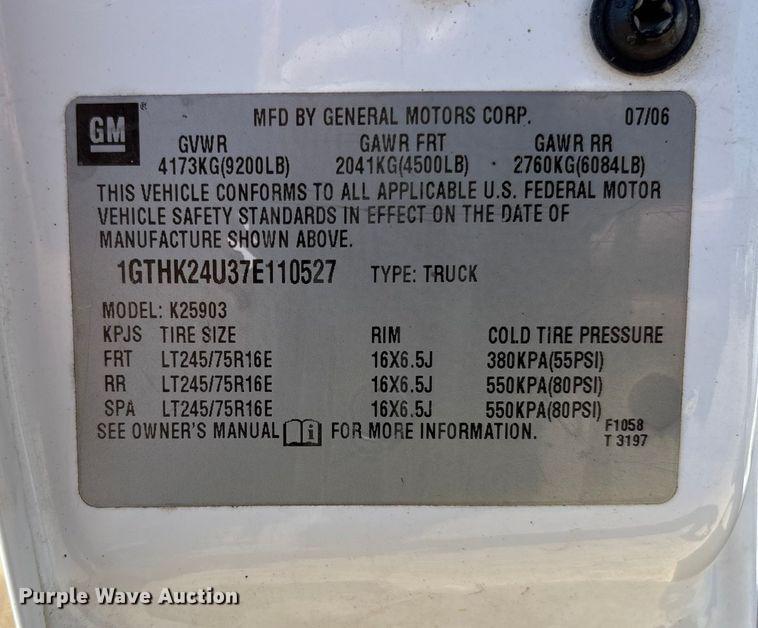 GM ® MFD BY GENERAL MOTORS CORP. 07/06
GVWR GAWR FRT GAWR RR
4173KG(9200LB) 2041KG(4500LB) 2760KG(6084LB)
THIS VEHICLE CONFORMS TO ALL APPLICABLE U.S. FEDERAL MOTOR
VEHICLE SAFETY STANDARDS IN EFFECT ON THE DATE OF
MANUFACTURE SHOWN ABOVE.
1GTHK24U37E110527 TYPE: TRUCK
MODEL: K25903
KPJS TIRE SIZE RIM COLD TIRE PRESSURE
FRT LT245/75R16E 16X6.5J 380KPA(55PSI)
RR LT245/75R16E 16X6.5J 550KPA(80PSI)
SPA LT245/75R16E 16X6.5J 550KPA(80PSI)
SEE OWNER'S MANUAL i FOR MORE INFORMATION. F1058
T 3197
Purple Wave Auction